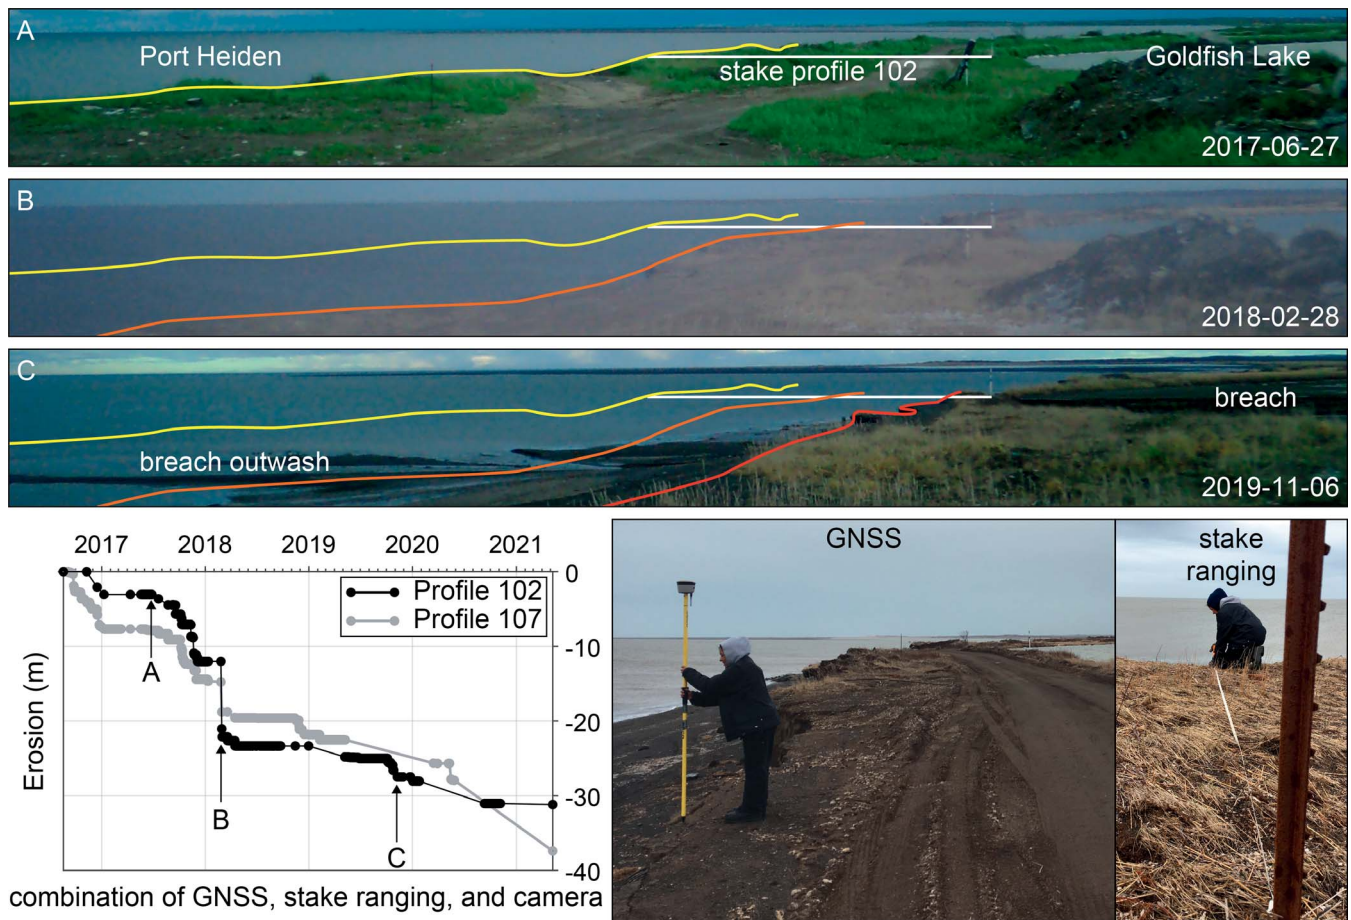 A
Port Heiden
stake profile 102
Goldfish Lake
2017-06-27
B
2018-02-28
C
breach
breach outwash
2019-11-06
2017 2018 2019 2020 2021
Profile 102
Profile 107
0
-10
-20
-30
-40
Erosion (m)
A
B
C
combination of GNSS, stake ranging, and camera
GNSS
stake
ranging